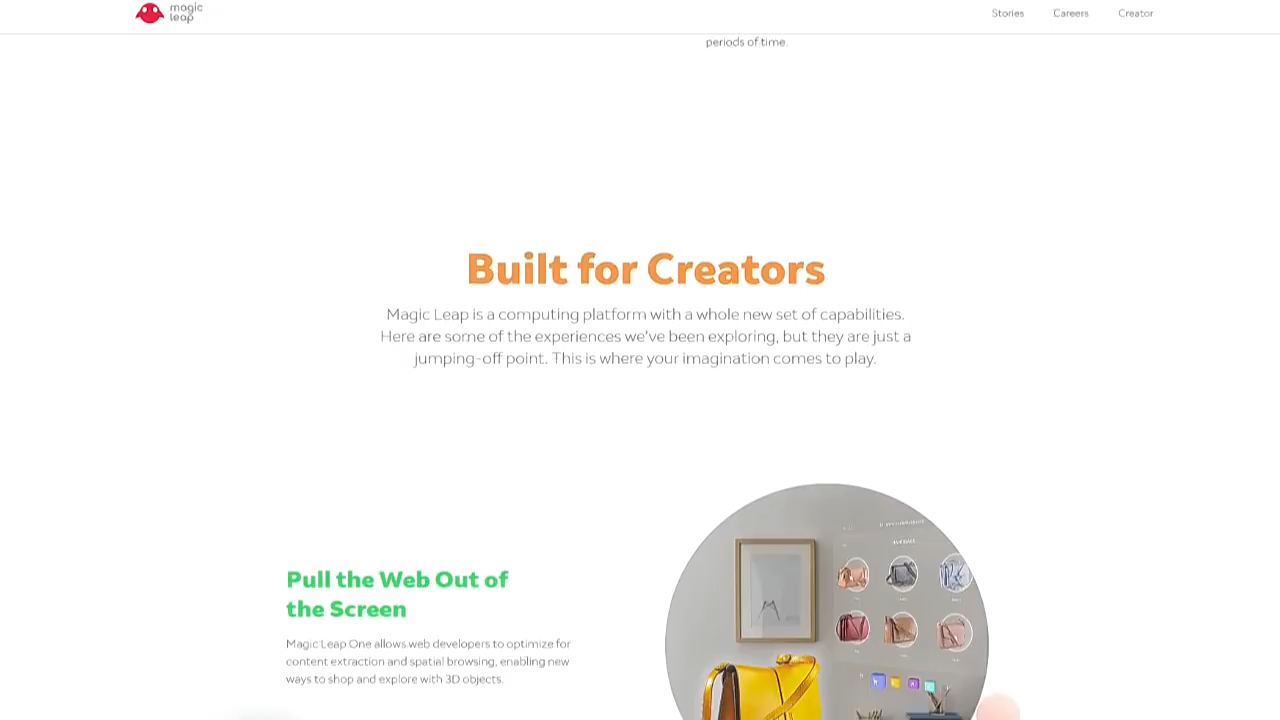 magic
leap
Stories
Careers
Creator
periods of time.
Built for Creators
Magic Leap is a computing platform with a whole new set of capabilities.
Here are some of the experiences we've been exploring, but they are just a
jumping-off point. This is where your imagination comes to play.
Pull the Web Out of
the Screen
Magic Leap One allows web developers to optimize for
content extraction and spatial browsing, enabling new
ways to shop and explore with 3D objects.